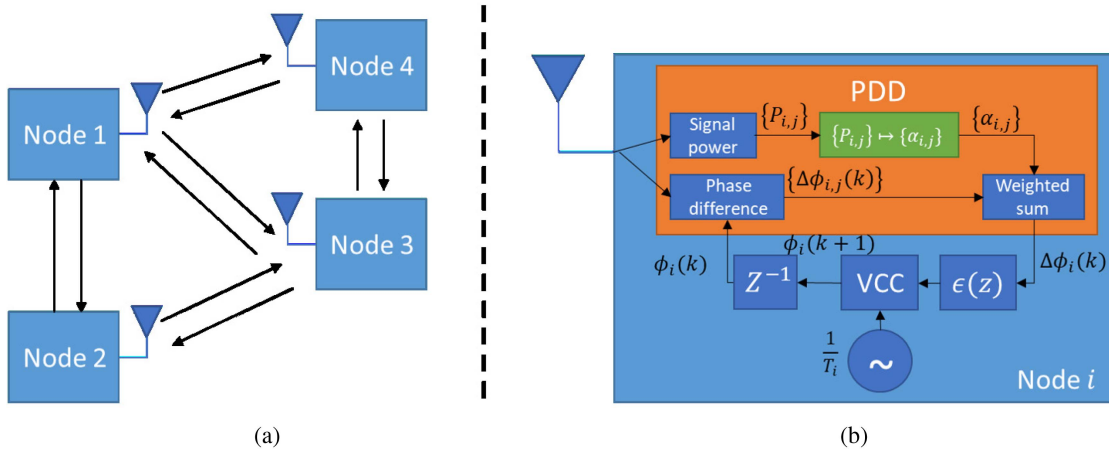 Node 1
Node 4
Node 3
Node 2
(a)
PDD
Signal
power
{P_{i,j}}
{P_{i,j}} ↦ {α_{i,j}}
{α_{i,j}}
Phase
difference
{Δϕ_{i,j}(k)}
Weighted
sum
ϕ_i(k)
ϕ_i(k + 1)
Δϕ_i(k)
Z^{-1}
VCC
ϵ(z)
1
T_i
~
Node i
(b)